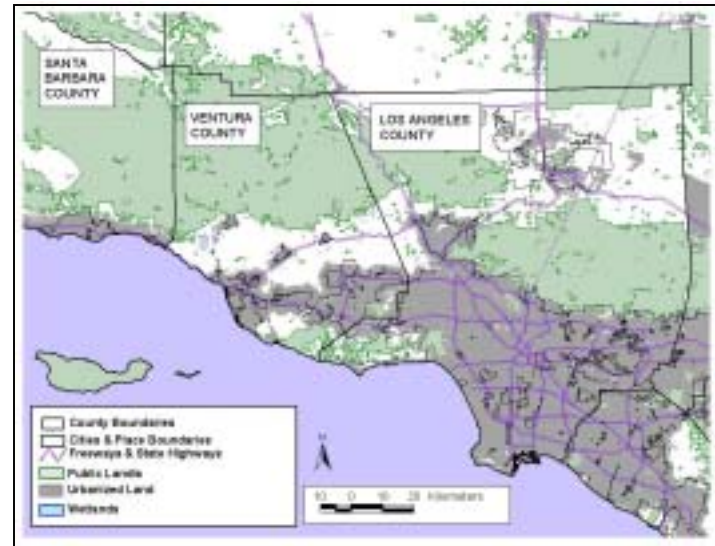 SANTA
BARBARA
COUNTY
VENTURA
COUNTY
LOS ANGELES
COUNTY
County Boundaries
Cities & Place Boundaries
Freeways & State Highways
Public Lands
Urbanized Land
Wetlands
N
10 0 10 20 Kilometers